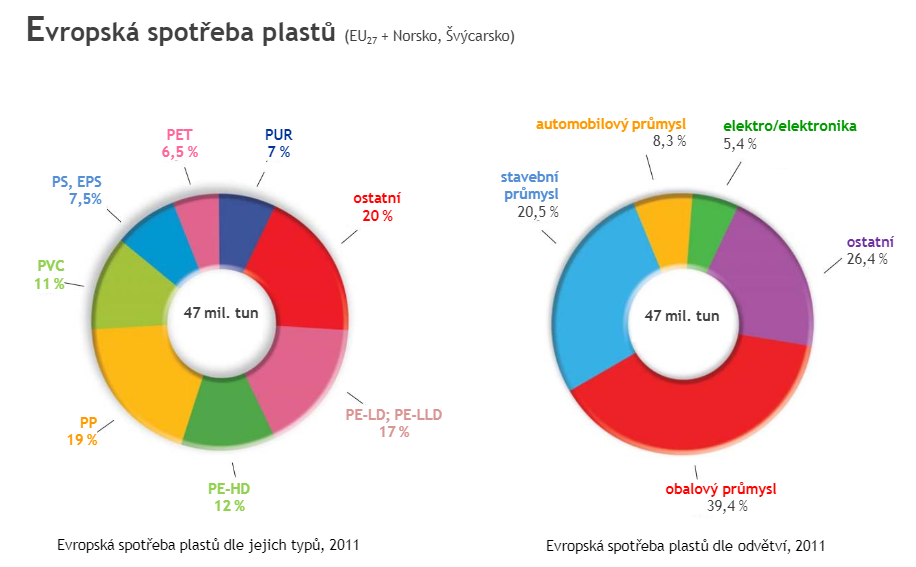 Evropská spotřeba plastů (EU27 + Norsko, Švýcarsko)
PET
6,5 %
PUR
7 %
PS, EPS
7,5%
ostatní
20 %
PVC
11 %
47 mil. tun
PP
19 %
PE-LD; PE-LLD
17 %
PE-HD
12 %
Evropská spotřeba plastů dle jejich typů, 2011
automobilový průmysl
8,3 %
elektro/elektronika
5,4 %
stavební
průmysl
20,5 %
ostatní
26,4 %
47 mil. tun
obalový průmysl
39,4 %
Evropská spotřeba plastů dle odvětví, 2011